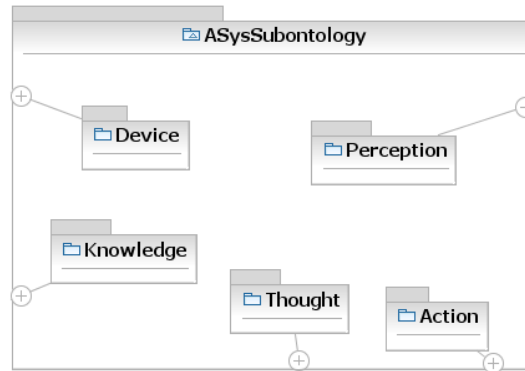 ASysSubontology
Device
Perception
Knowledge
Thought
Action